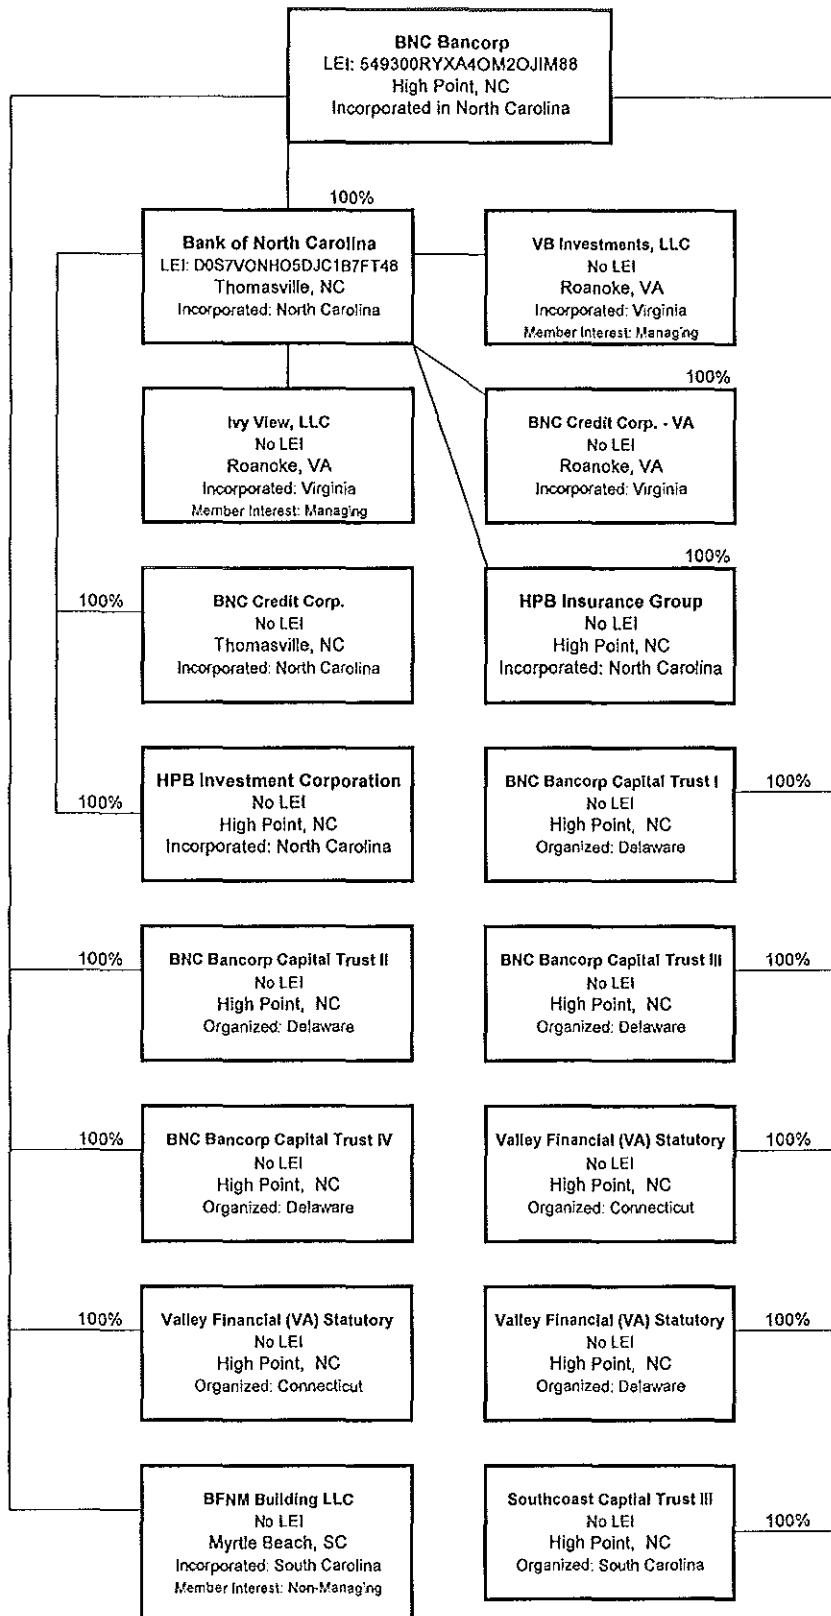 BNC Bancorp
LEI: 549300RYXA4OM2OJIM88
High Point, NC
Incorporated in North Carolina
100%
Bank of North Carolina
LEI: D0S7VONHO5DJC1B7FT48
Thomasville, NC
Incorporated: North Carolina
VB Investments, LLC
No LEI
Roanoke, VA
Incorporated: Virginia
Member Interest: Managing
Ivy View, LLC
No LEI
Roanoke, VA
Incorporated: Virginia
Member Interest: Managing
100%
BNC Credit Corp. - VA
No LEI
Roanoke, VA
Incorporated: Virginia
100%
BNC Credit Corp.
No LEI
Thomasville, NC
Incorporated: North Carolina
100%
HPB Insurance Group
No LEI
High Point, NC
Incorporated: North Carolina
100%
HPB Investment Corporation
No LEI
High Point, NC
Incorporated: North Carolina
BNC Bancorp Capital Trust I
No LEI
High Point, NC
Organized: Delaware
100%
100%
BNC Bancorp Capital Trust II
No LEI
High Point, NC
Organized: Delaware
BNC Bancorp Capital Trust III
No LEI
High Point, NC
Organized: Delaware
100%
100%
BNC Bancorp Capital Trust IV
No LEI
High Point, NC
Organized: Delaware
Valley Financial (VA) Statutory
No LEI
High Point, NC
Organized: Connecticut
100%
100%
Valley Financial (VA) Statutory
No LEI
High Point, NC
Organized: Connecticut
Valley Financial (VA) Statutory
No LEI
High Point, NC
Organized: Delaware
100%
BFNM Building LLC
No LEI
Myrtle Beach, SC
Incorporated: South Carolina
Member Interest: Non-Managing
Southcoast Captial Trust III
No LEI
High Point, NC
Organized: South Carolina
100%